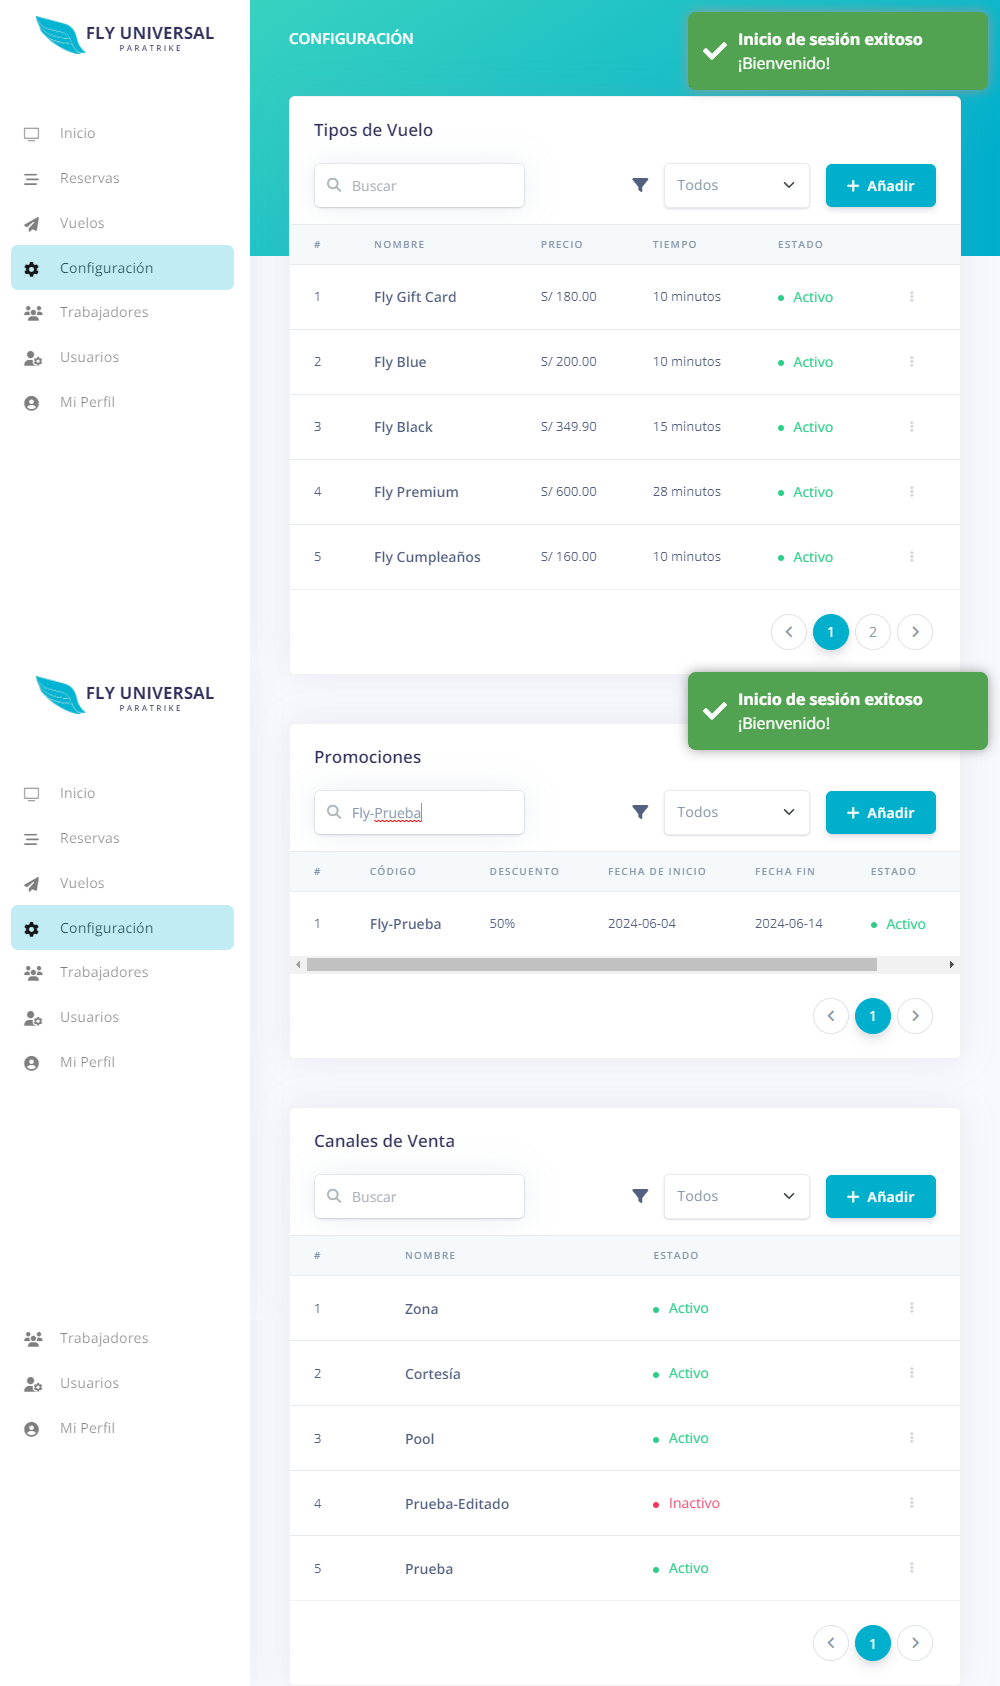 FLY UNIVERSAL
PARATRIKE
Inicio
Reservas
Vuelos
Configuración
Trabajadores
Usuarios
Mi Perfil
CONFIGURACIÓN
Inicio de sesión exitoso
¡Bienvenido!
Tipos de Vuelo
Buscar
Todos
+ Añadir
# NOMBRE PRECIO TIEMPO ESTADO
1 Fly Gift Card S/ 180.00 10 minutos Activo
2 Fly Blue S/ 200.00 10 minutos Activo
3 Fly Black S/ 349.90 15 minutos Activo
4 Fly Premium S/ 600.00 28 minutos Activo
5 Fly Cumpleaños S/ 160.00 10 minutos Activo
1 2
FLY UNIVERSAL
PARATRIKE
Inicio
Reservas
Vuelos
Configuración
Trabajadores
Usuarios
Mi Perfil
Inicio de sesión exitoso
¡Bienvenido!
Promociones
Fly-Prueba
Todos
+ Añadir
# CÓDIGO DESCUENTO FECHA DE INICIO FECHA FIN ESTADO
1 Fly-Prueba 50% 2024-06-04 2024-06-14 Activo
1
Trabajadores
Usuarios
Mi Perfil
Canales de Venta
Buscar
Todos
+ Añadir
# NOMBRE ESTADO
1 Zona Activo
2 Cortesía Activo
3 Pool Activo
4 Prueba-Editado Inactivo
5 Prueba Activo
1